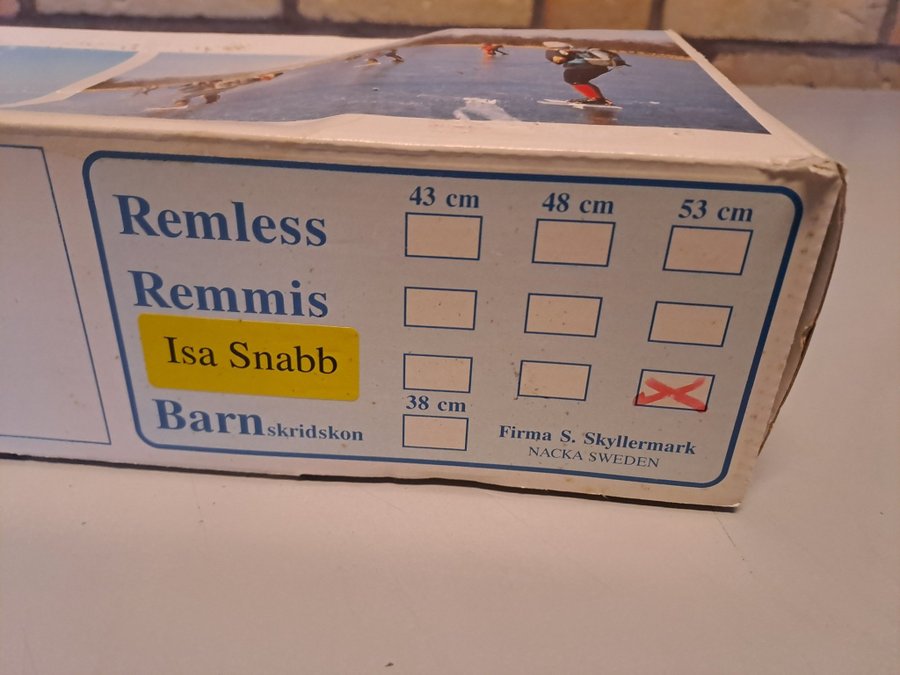 43 cm 48 cm 53 cm
Remless
Remmis
Isa Snabb
38 cm
Barnskridskon
Firma S. Skyllermark
NACKA SWEDEN